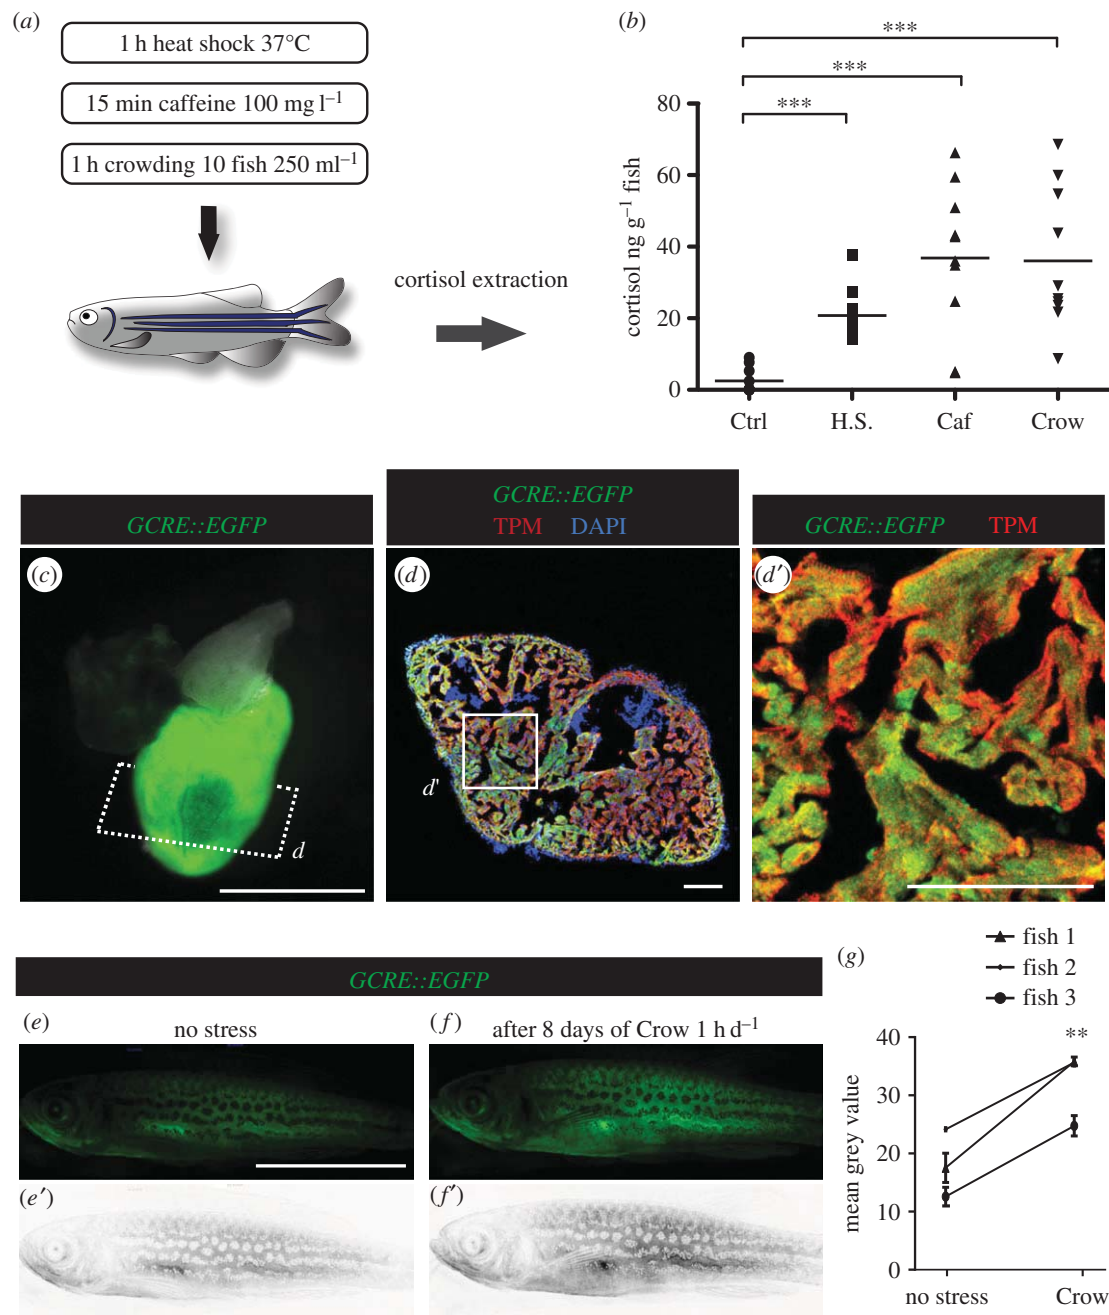 (a)
1 h heat shock 37°C
15 min caffeine 100 mg l⁻¹
1 h crowding 10 fish 250 ml⁻¹
cortisol extraction
(b)
***
***
***
cortisol ng g⁻¹ fish
80
60
40
20
0
Ctrl H.S. Caf Crow
GCRE::EGFP
(c)
d
GCRE::EGFP
TPM DAPI
(d)
d'
GCRE::EGFP TPM
(d')
GCRE::EGFP
(e) no stress
(f) after 8 days of Crow 1 h d⁻¹
(e')
(f')
(g)
fish 1
fish 2
fish 3
**
mean grey value
40
30
20
10
0
no stress Crow